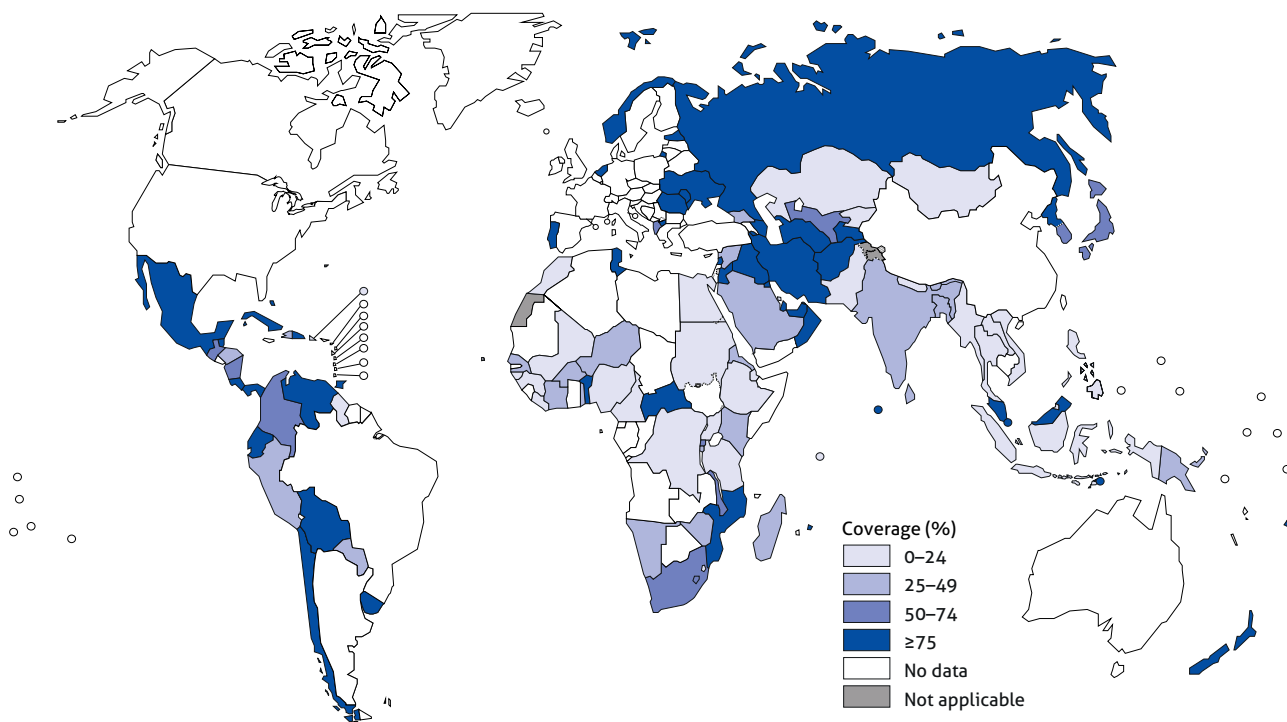 Coverage (%)
0–24
25–49
50–74
≥75
No data
Not applicable